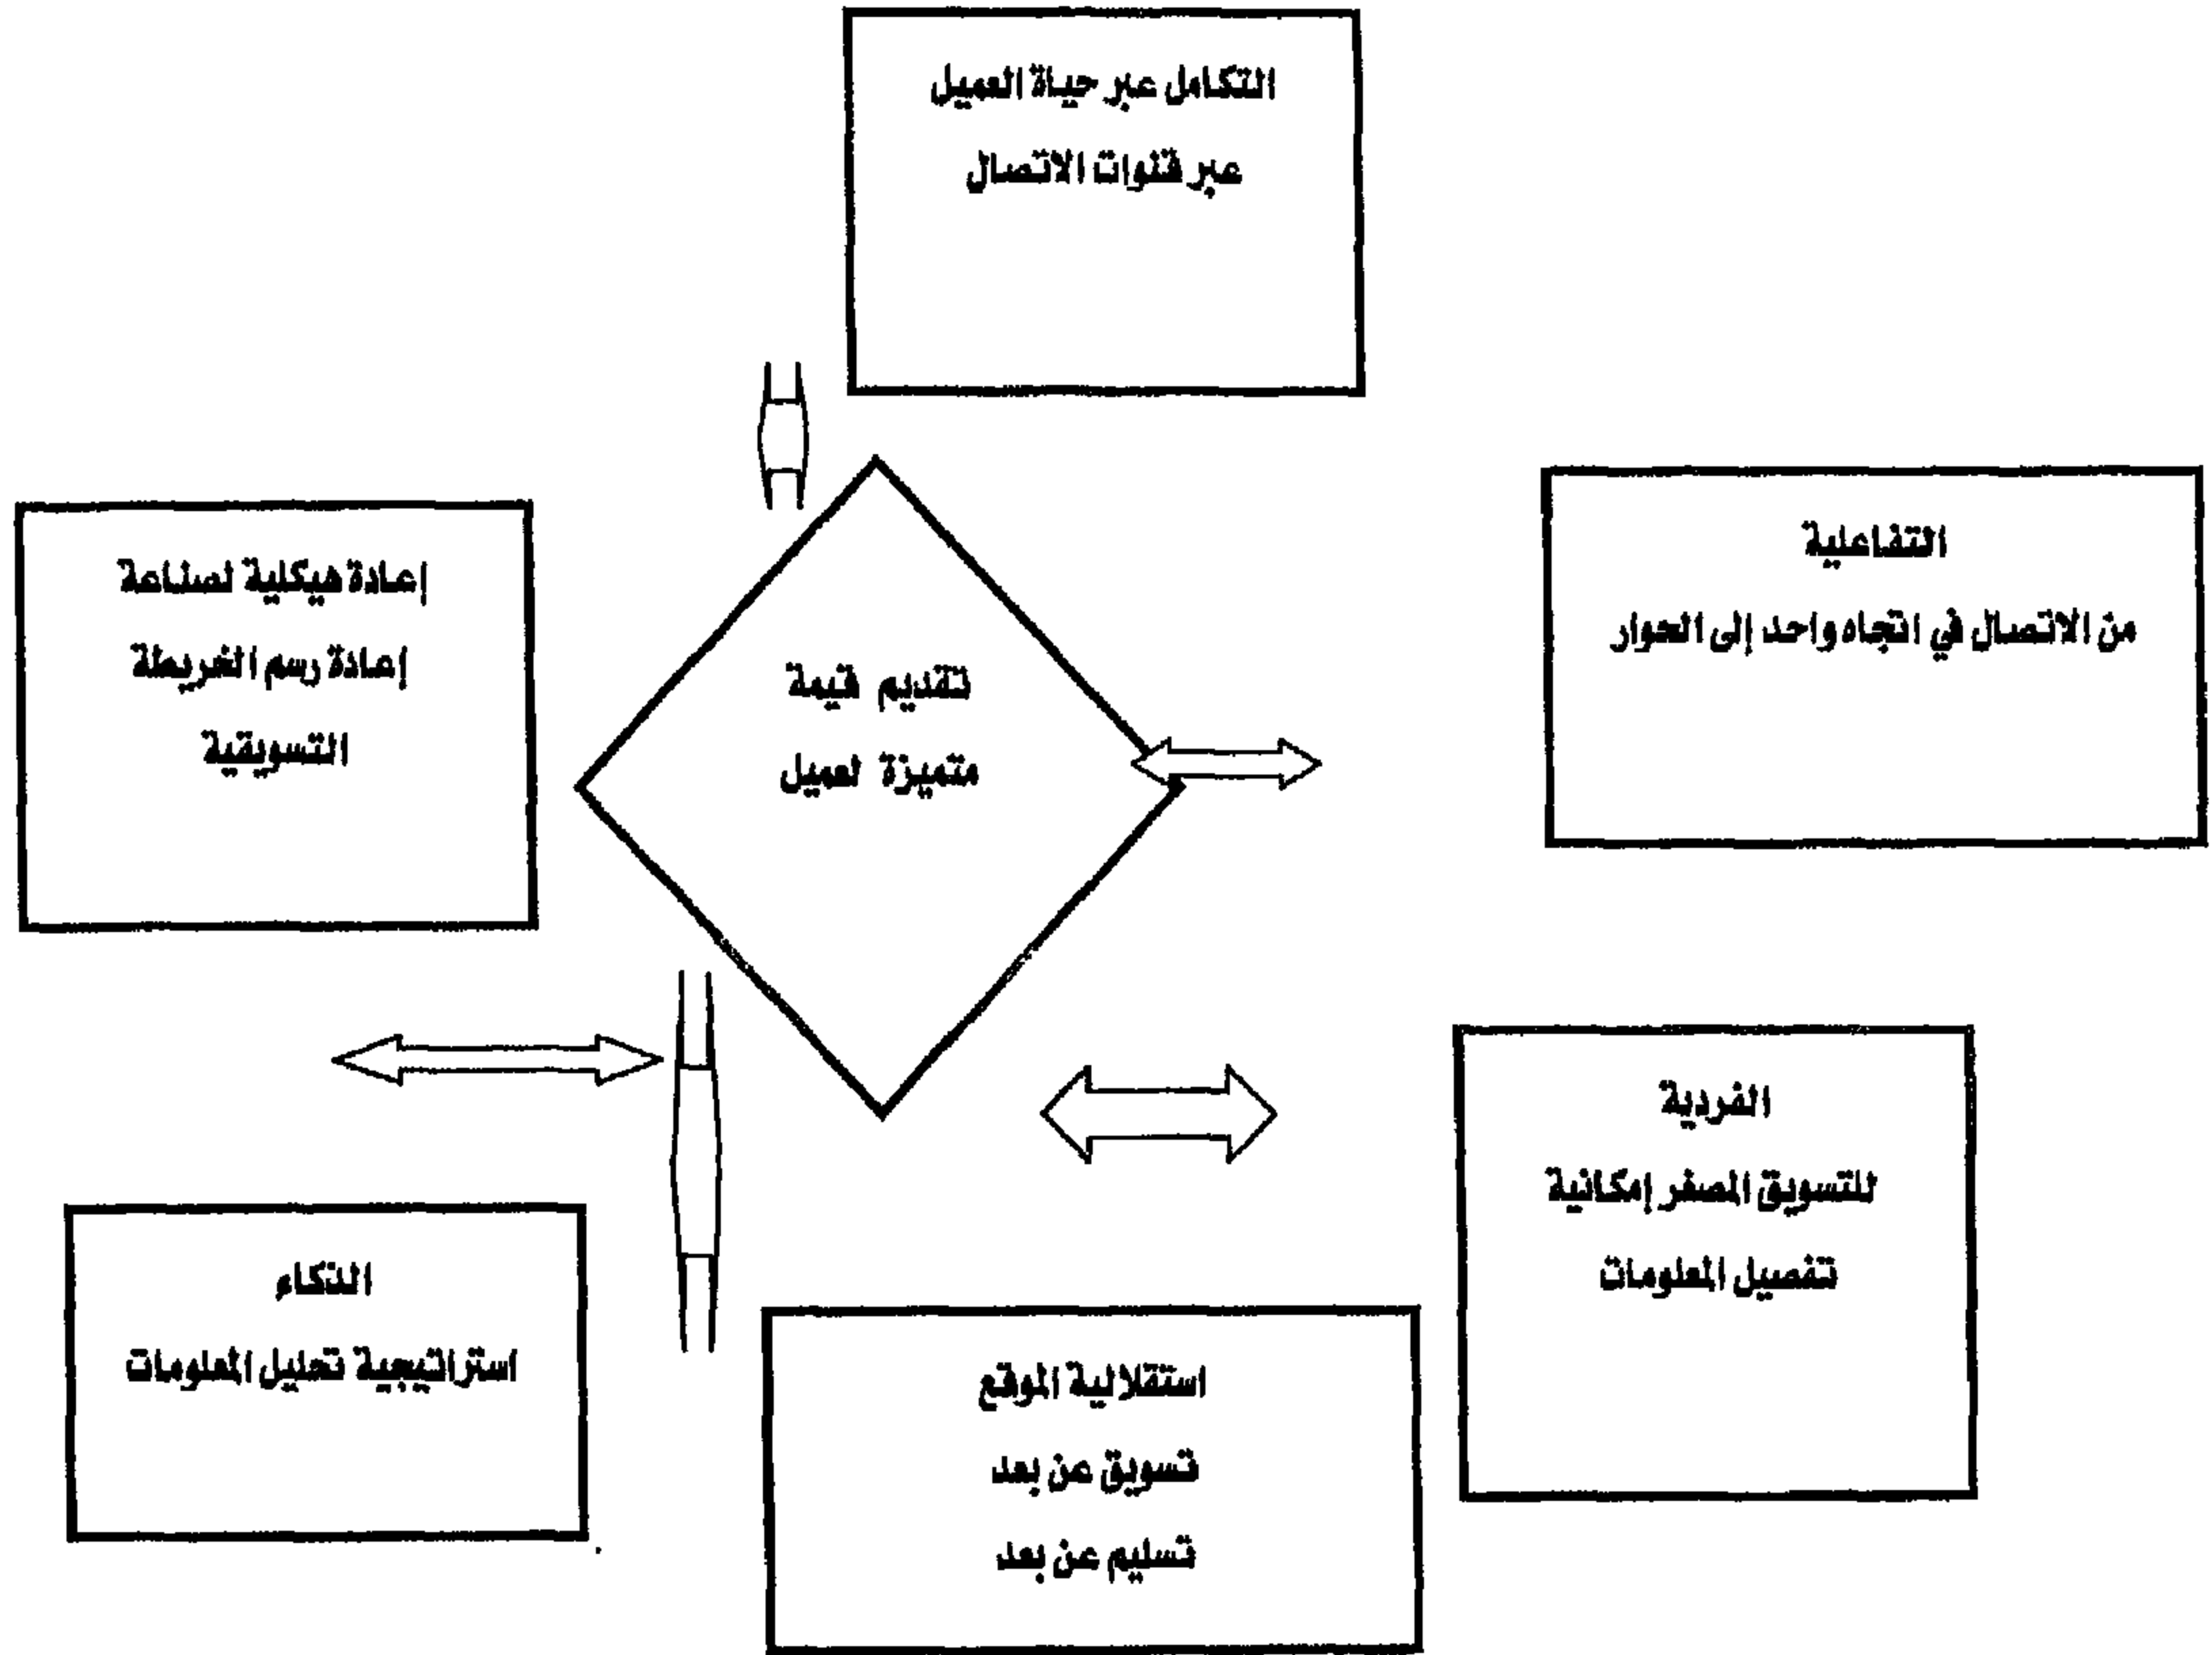 التكامل عبر حياة العميل
عبر قنوات الاتصال
التفاعلية
من الاتصال في اتجاه واحد إلى الحوار
إعادة هيكلية لصناعة
إعادة رسم الخريطة
التسويقية
تقديم قيمة
متميزة لعميل
الفردية
للتسويق المصغر إمكانية
تفصيل المعلومات
الذكاء
استراتيجية تحليل المعلومات
استقلالية الموقع
تسويق عن بعد
تسليم عن بعد